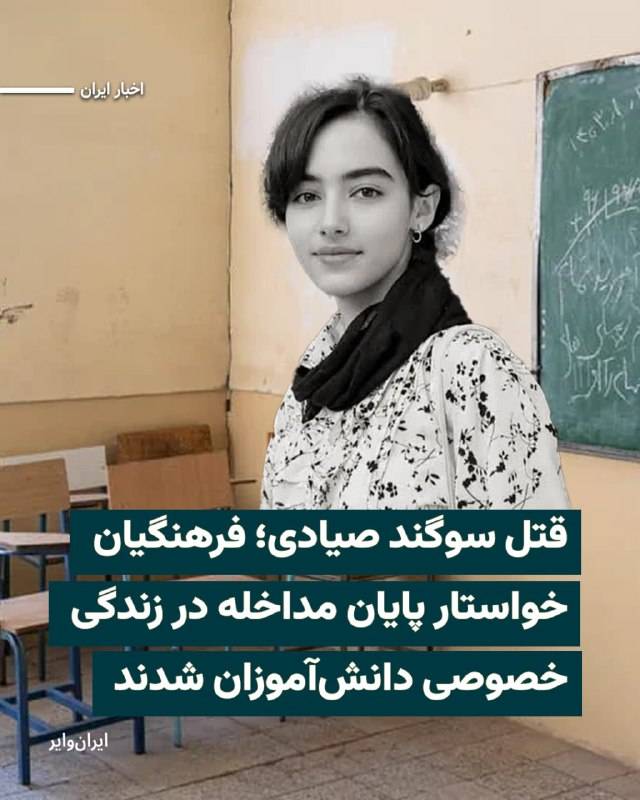 اخبار ایران
قتل سوگند صیادی؛ فرهنگیان
خواستار پایان مداخله در زندگی
خصوصی دانش‌آموزان شدند
ایران‌وایر